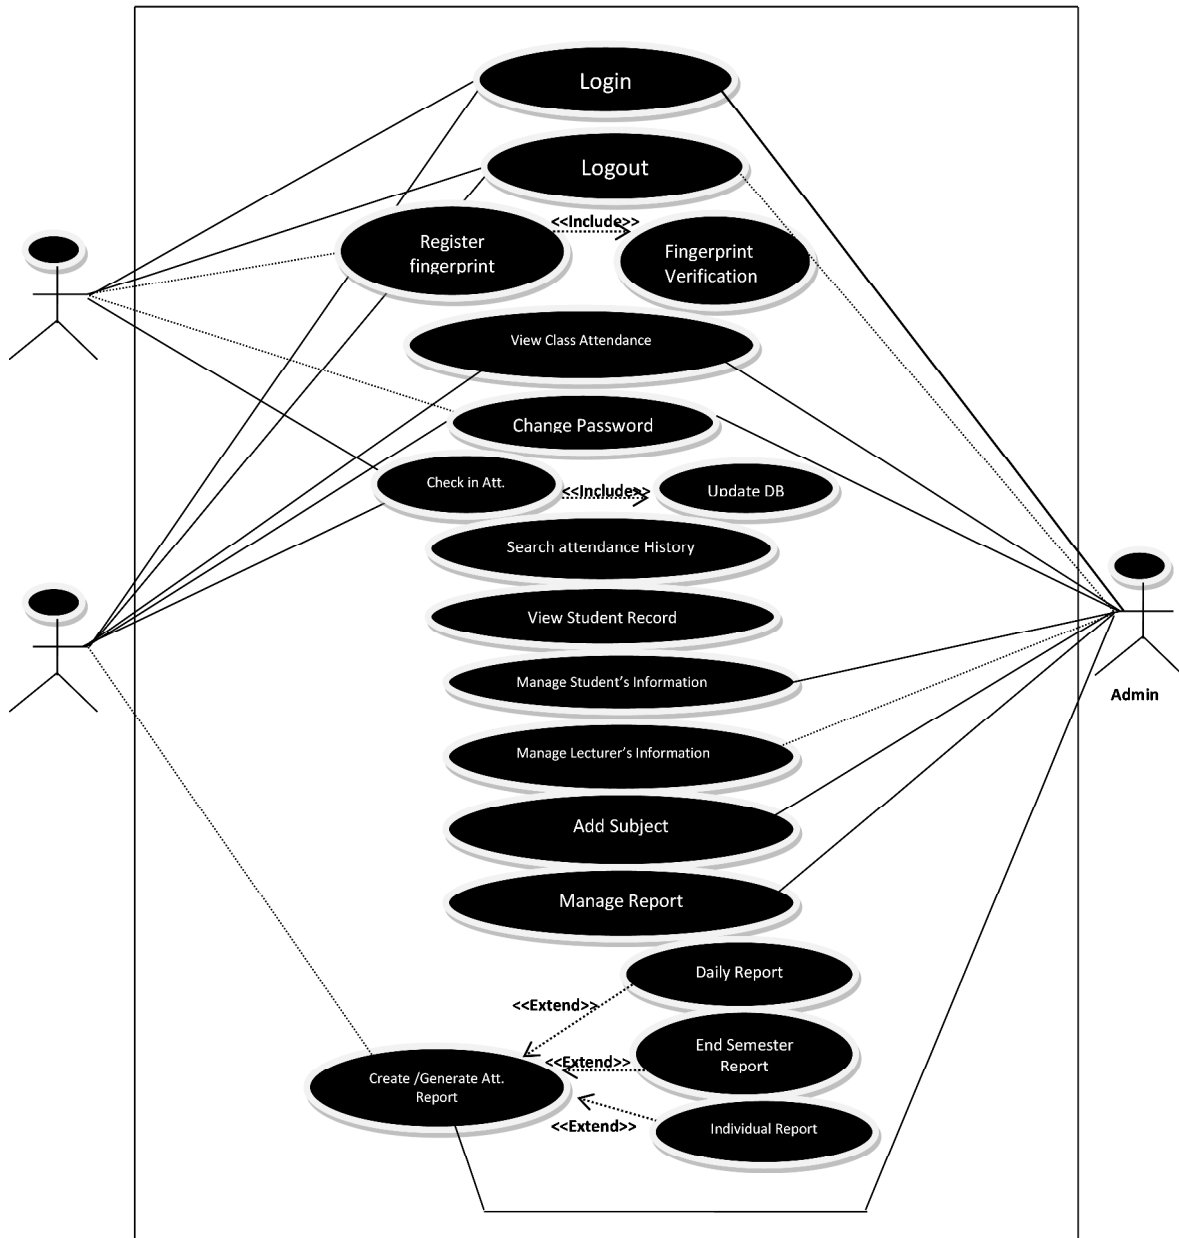 Login
Logout
<<Include>>
Register
fingerprint
Fingerprint
Verification
View Class Attendance
Change Password
Check in Att.
<<Include>>
Update DB
Search attendance History
View Student Record
Manage Student's Information
Admin
Manage Lecturer's Information
Add Subject
Manage Report
Daily Report
<<Extend>>
End Semester
Report
<<Extend>>
Create /Generate Att.
Report
<<Extend>>
Individual Report